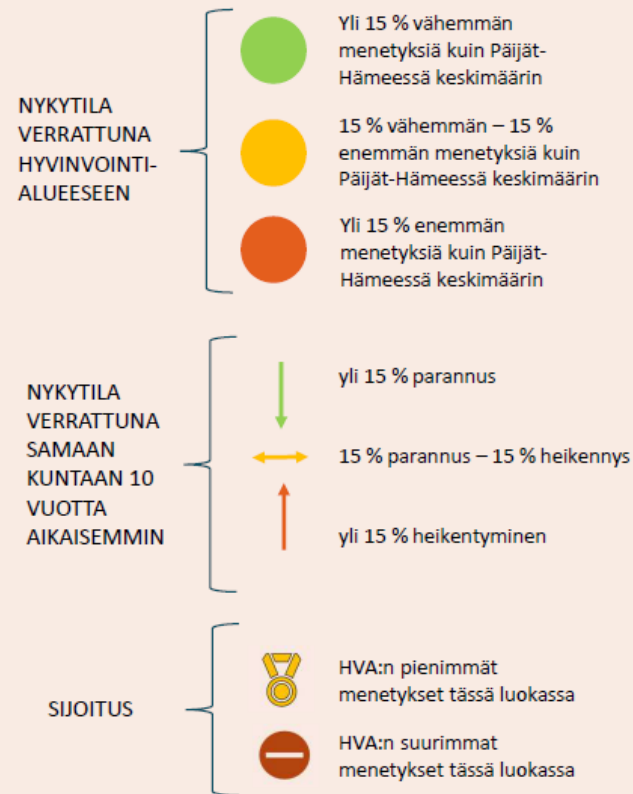 NYKYTILA
VERRATTUNA
HYVINVOINTI-
ALUEESEEN
Yli 15 % vähemmän
menetyksiä kuin Päijät-
Hämeessä keskimäärin
15 % vähemmän – 15 %
enemmän menetyksiä kuin
Päijät-Hämeessä keskimäärin
Yli 15 % enemmän
menetyksiä kuin Päijät-
Hämeessä keskimäärin
NYKYTILA
VERRATTUNA
SAMAAN
KUNTAAN 10
VUOTTA
AIKAISEMMIN
yli 15 % parannus
15 % parannus – 15 % heikennys
yli 15 % heikentyminen
SIJOITUS
HVA:n pienimmät
menetykset tässä luokassa
HVA:n suurimmat
menetykset tässä luokassa